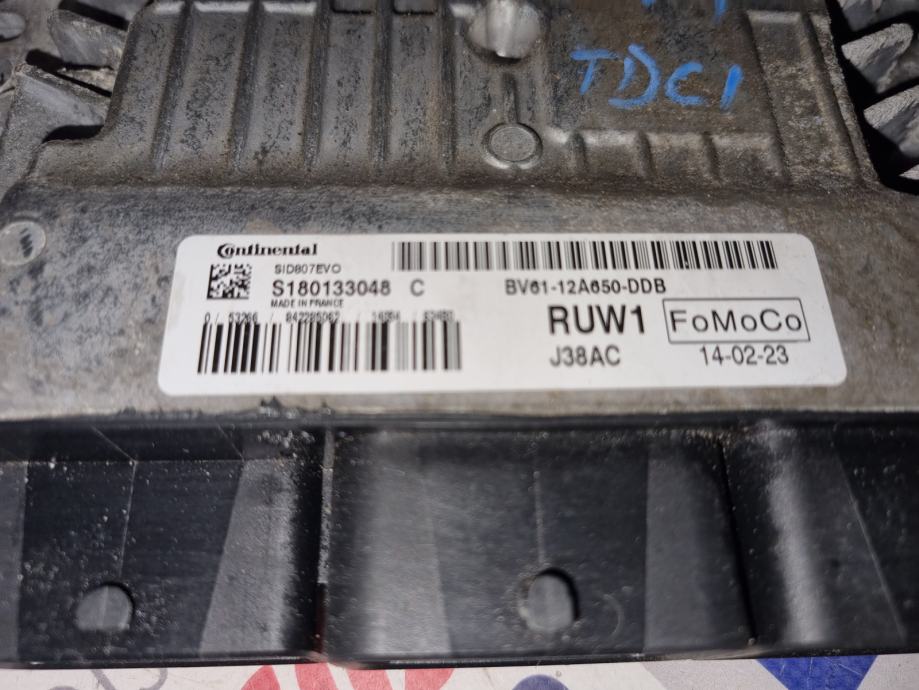 TDCI
Continental
SID807EVO
S180133048 C
MADE IN FRANCE
BV61-12A650-DDB
RUW1
FoMoCo
J38AC
14-02-23